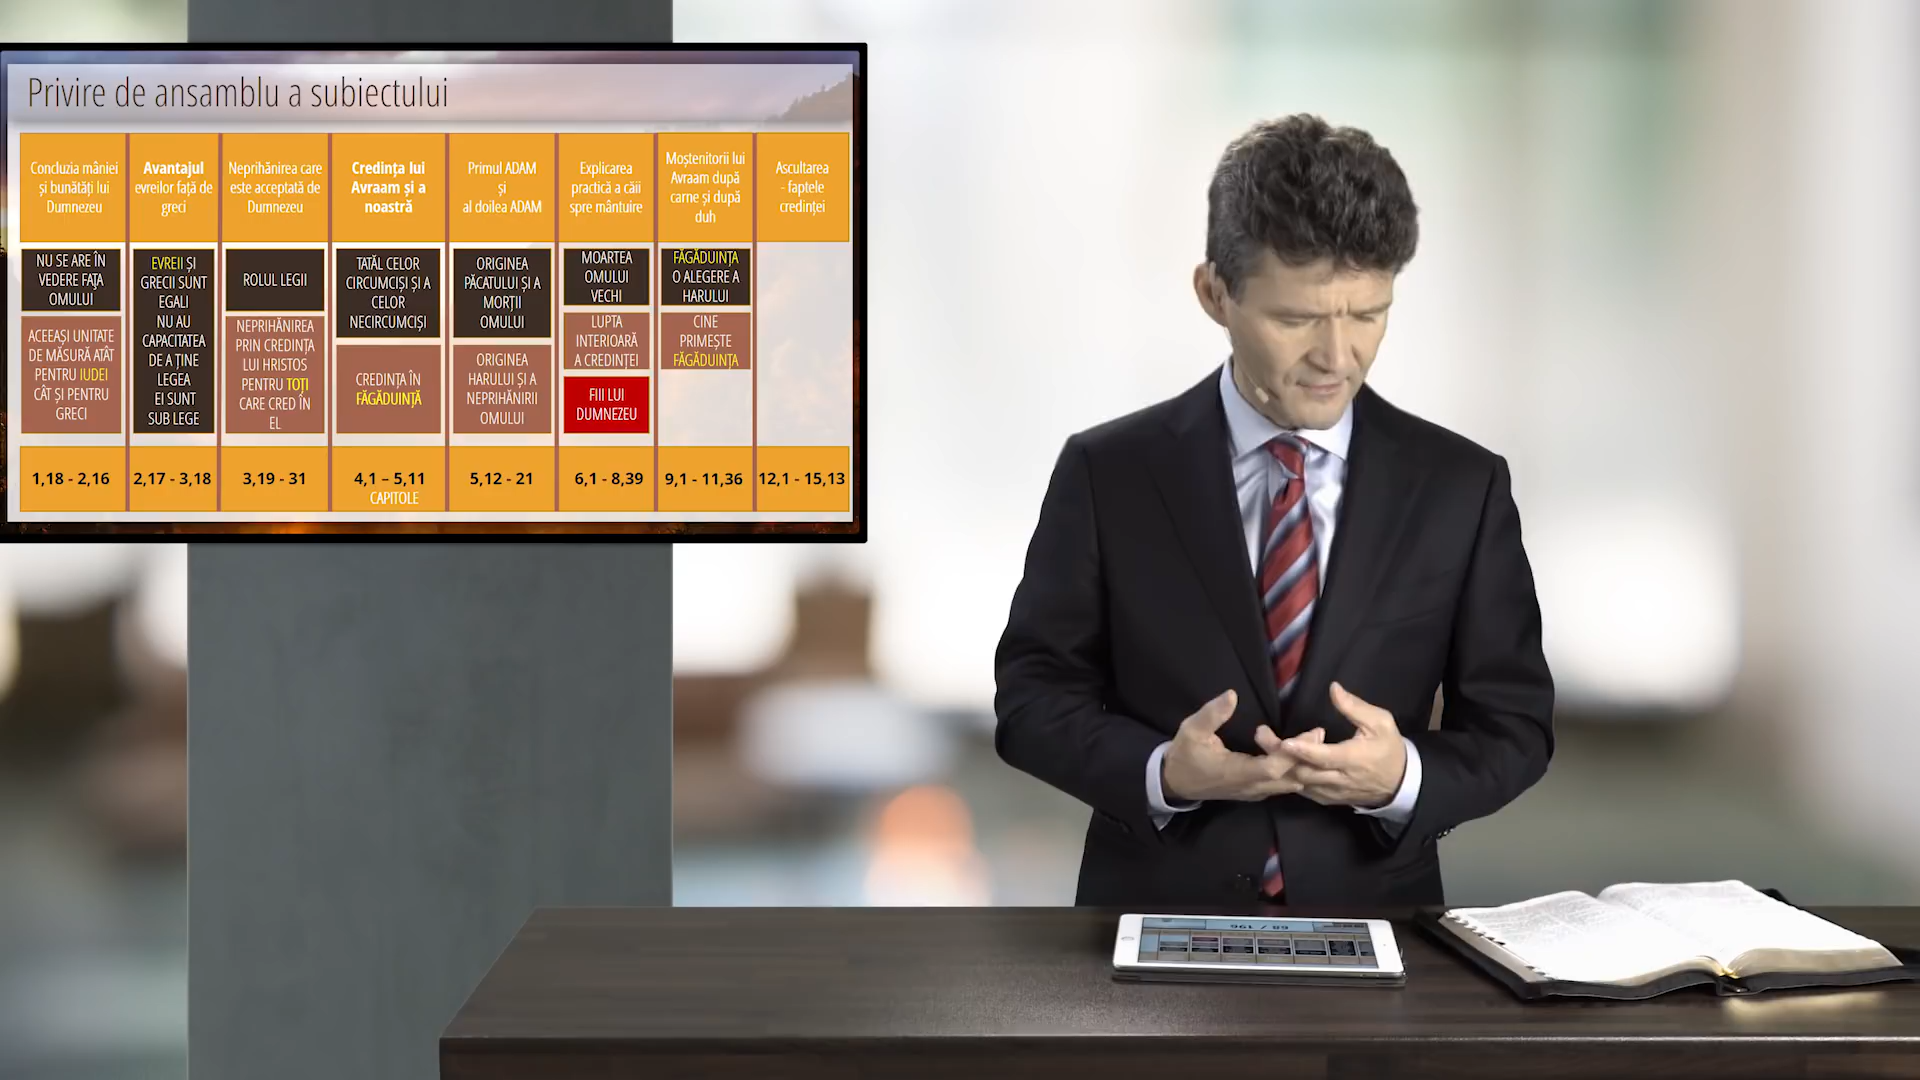 Privire de ansamblu a subiectului
Concluzia mâniei
și bunătăți lui
Dumnezeu
Avantajul
evreilor față de
greci
Neprihănirea care
este acceptată de
Dumnezeu
Credința lui
Avraam și a
noastră
Primul ADAM
și
al doilea ADAM
Explicarea
practică a căii
spre mântuire
Moștenitorii lui
Avraam după
carne și după
duh
Ascultarea
- faptele
credinței
NU SE ARE ÎN
VEDERE FAȚA
OMULUI
ACEEAȘI UNITATE
DE MĂSURĂ ATÂT
PENTRU IUDEI
CÂT ȘI PENTRU
GRECI
EVREII ȘI
GRECII SUNT
EGALI
NU AU
CAPACITATEA
DE A ȚINE
LEGEA
EI SUNT
SUB LEGE
ROLUL LEGII
NEPRIHĂNIREA
PRIN CREDINȚA
LUI HRISTOS
PENTRU TOȚI
CARE CRED ÎN
EL
TATĂL CELOR
CIRCUMCIȘI ȘI A
CELOR
NECIRCUMCIȘI
CREDINȚA ÎN
FĂGĂDUINȚĂ
ORIGINEA
PĂCATULUI ȘI A
MORȚII
OMULUI
ORIGINEA
HARULUI ȘI A
NEPRIHĂNIRII
OMULUI
MOARTEA
OMULUI
VECHI
LUPTA
INTERIOARĂ
A CREDINȚEI
FIII LUI
DUMNEZEU
FĂGĂDUINȚA
O ALEGERE A
HARULUI
CINE
PRIMEȘTE
FĂGĂDUINȚA
1,18 - 2,16
2,17 - 3,18
3,19 - 31
4,1 – 5,11
CAPITOLE
5,12 - 21
6,1 - 8,39
9,1 - 11,36
12,1 - 15,13
68 / 196